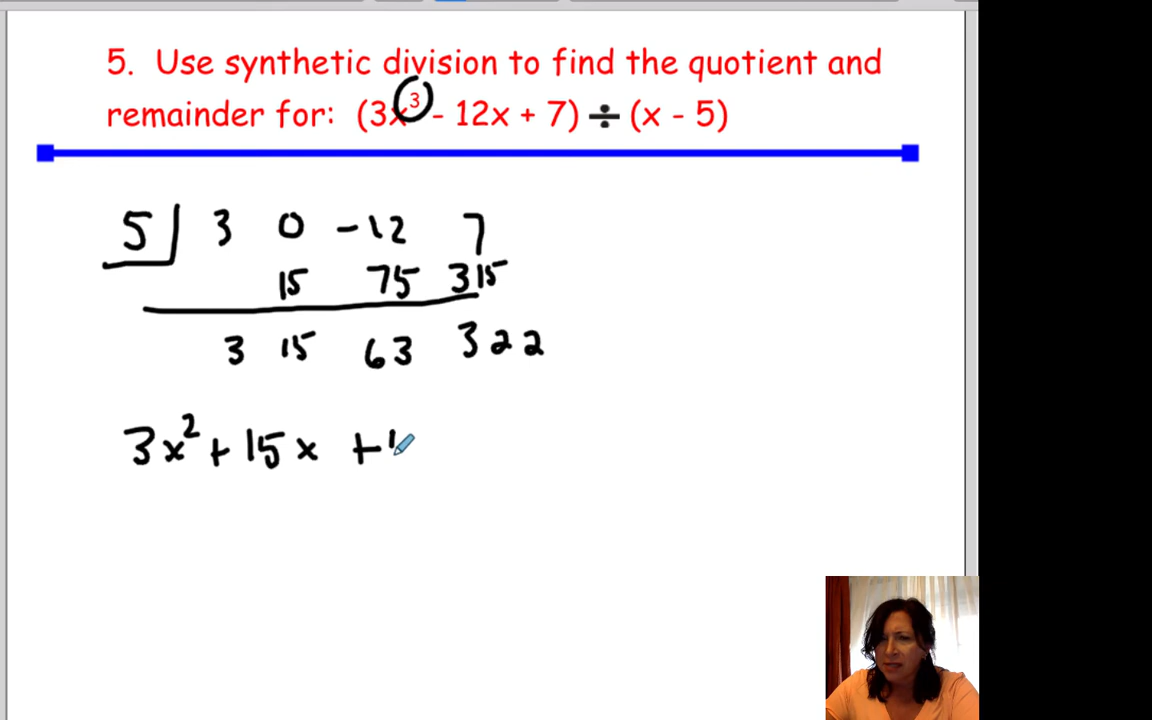 5. Use synthetic division to find the quotient and
remainder for: (3x³ - 12x + 7) ÷ (x - 5)
5 3 0 -12 7
15 75 315
3 15 63 322
3x² + 15x +